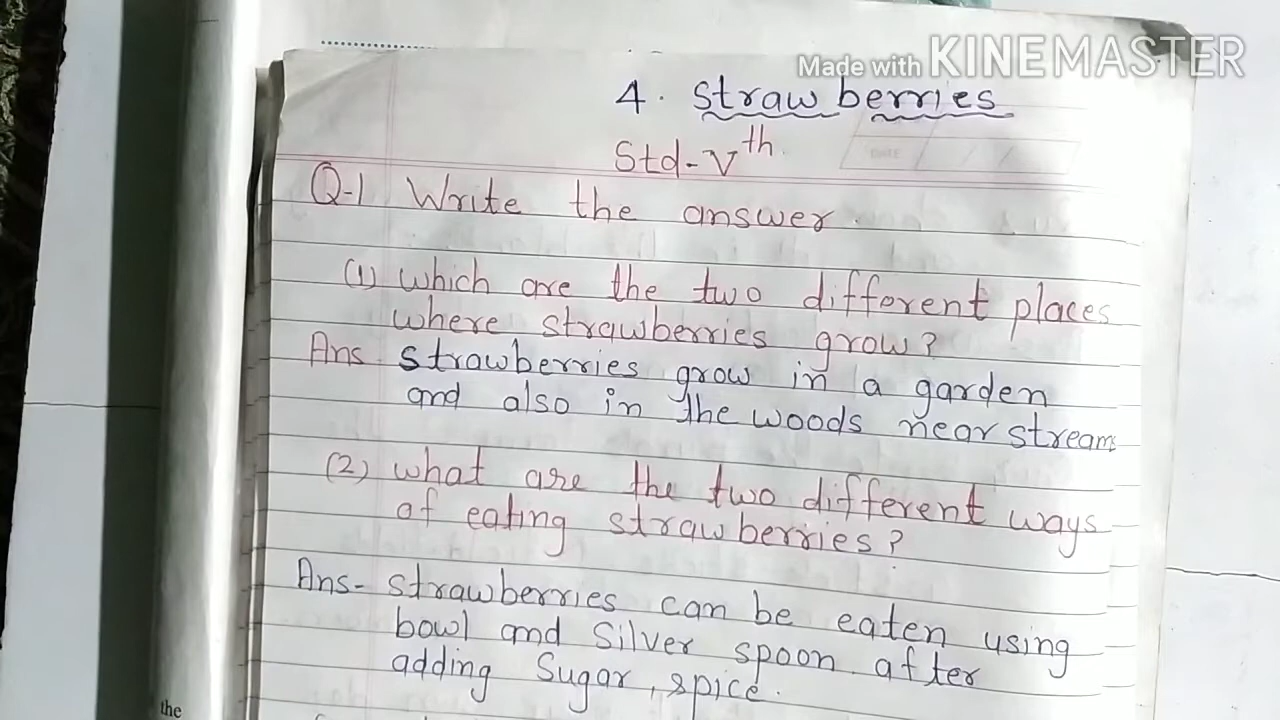 Made with KINEMASTER
4. Strawberries
Std-Vth.
DATE
Q-1 Write the answer.
(1) which are the two different places
where strawberries grow?
Ans strawberries grow in a garden
and also in the woods near stream.
(2) what are the two different ways
of eating strawberries?
Ans- strawberries can be eaten using
bowl and Silver spoon after
adding Sugar, spice.
the